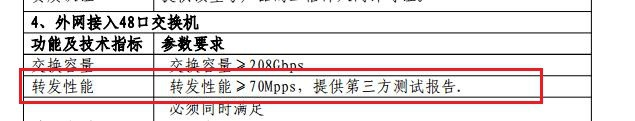 4、外网接入48口交换机
功能及技术指标 参数要求
交换容量 交换容量≥208Gbps
转发性能 转发性能≥70Mpps，提供第三方测试报告.
必须同时满足